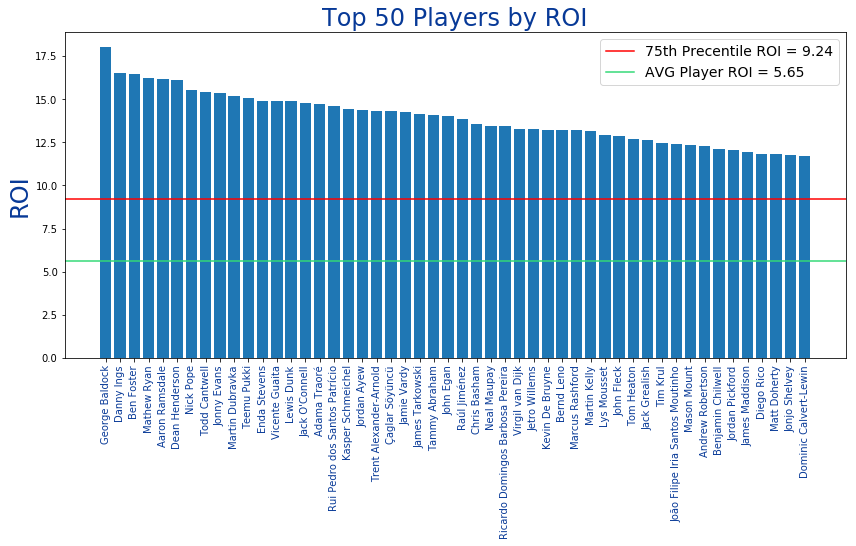 Top 50 Players by ROI
75th Precentile ROI = 9.24
AVG Player ROI = 5.65
ROI
17.5
15.0
12.5
10.0
7.5
5.0
2.5
0.0
George Baldock
Danny Ings
Ben Foster
Mathew Ryan
Aaron Ramsdale
Dean Henderson
Nick Pope
Todd Cantwell
Jonny Evans
Martin Dubravka
Teemu Pukki
Enda Stevens
Vicente Guaita
Lewis Dunk
Jack O'Connell
Adama Traoré
Rui Pedro dos Santos Patrício
Kasper Schmeichel
Jordan Ayew
Trent Alexander-Arnold
Çaglar Söyüncü
Jamie Vardy
James Tarkowski
Tammy Abraham
John Egan
Raúl Jiménez
Chris Basham
Neal Maupay
Ricardo Domingos Barbosa Pereira
Virgil van Dijk
Jetro Willems
Kevin De Bruyne
Bernd Leno
Marcus Rashford
Martin Kelly
Lys Mousset
John Fleck
Tom Heaton
Jack Grealish
Tim Krul
João Filipe Iria Santos Moutinho
Mason Mount
Andrew Robertson
Benjamin Chilwell
Jordan Pickford
James Maddison
Diego Rico
Matt Doherty
Jonjo Shelvey
Dominic Calvert-Lewin